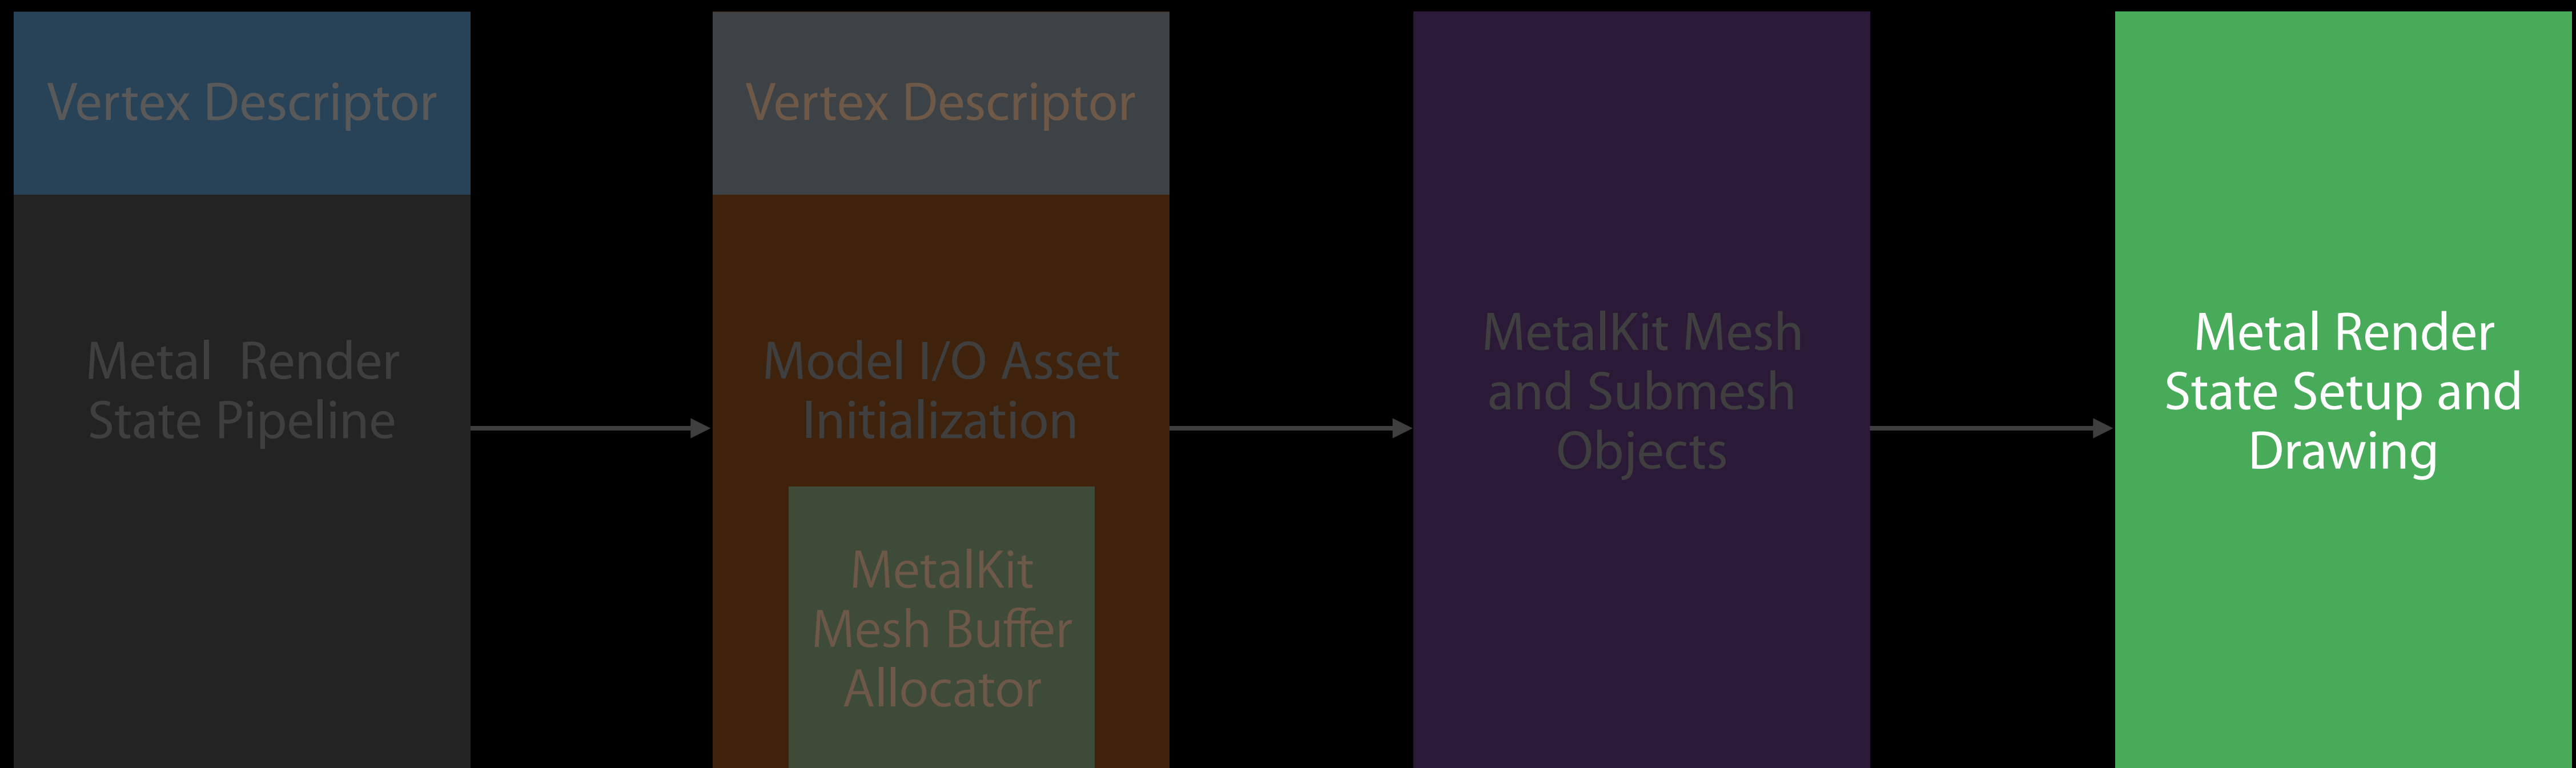 Vertex Descriptor
Metal  Render
State Pipeline
Vertex Descriptor
Model I/O Asset
Initialization
MetalKit
Mesh Buffer
Allocator
MetalKit Mesh
and Submesh
Objects
Metal Render
State Setup and
Drawing